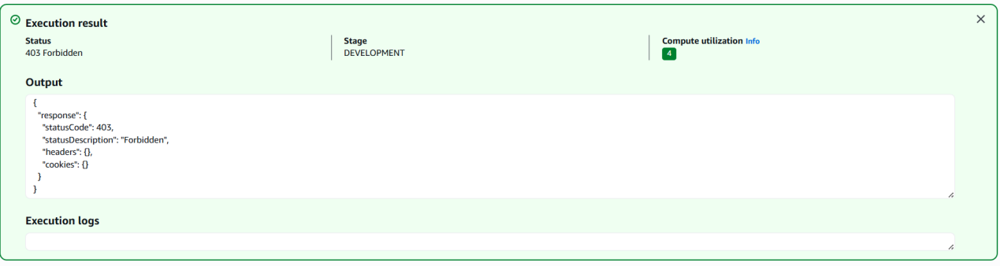 Execution result
Status
403 Forbidden
Stage
DEVELOPMENT
Compute utilization Info
4
Output
{
"response": {
"statusCode": 403,
"statusDescription": "Forbidden",
"headers": {},
"cookies": {}
}
}
Execution logs